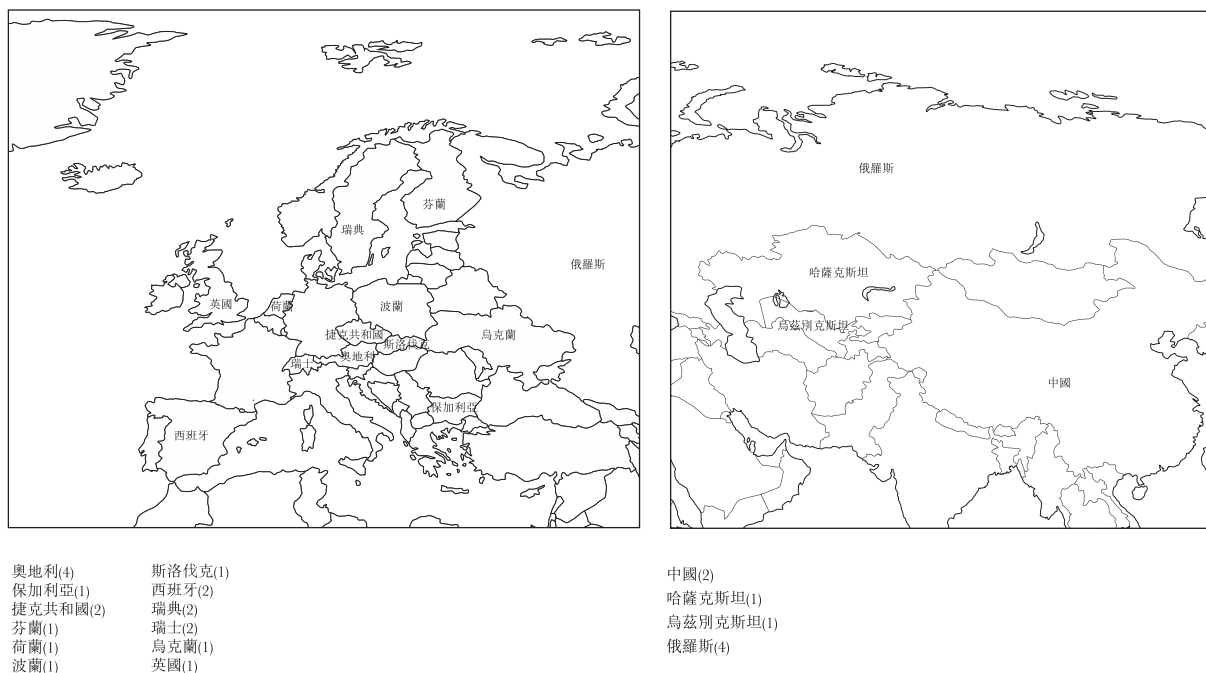 芬蘭
瑞典
俄羅斯
英國
荷蘭
波蘭
捷克共和國
烏克蘭
斯洛伐克
奧地利
瑞士
保加利亞
西班牙
俄羅斯
哈薩克斯坦
烏茲別克斯坦
中國
奧地利(4)
保加利亞(1)
捷克共和國(2)
芬蘭(1)
荷蘭(1)
波蘭(1)
斯洛伐克(1)
西班牙(2)
瑞典(2)
瑞士(2)
烏克蘭(1)
英國(1)
中國(2)
哈薩克斯坦(1)
烏茲別克斯坦(1)
俄羅斯(4)